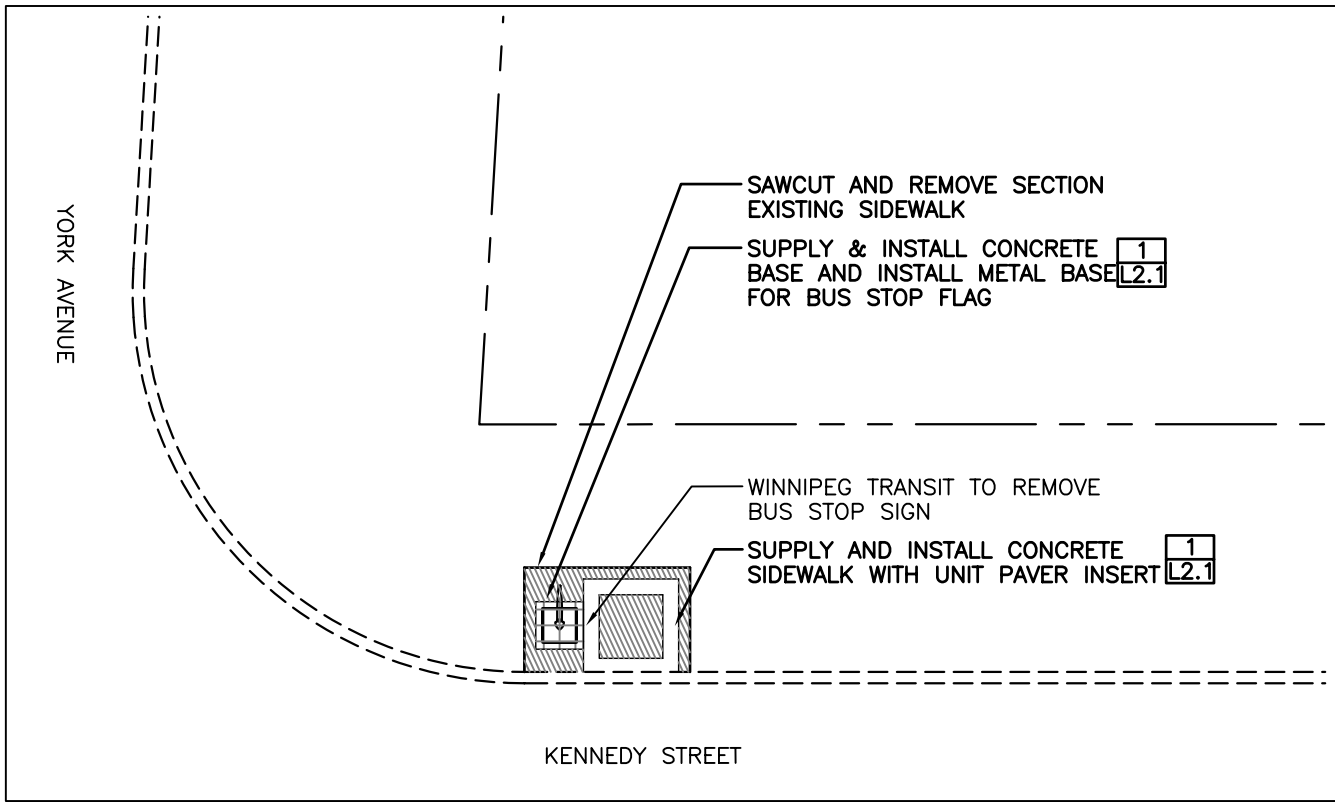 YORK AVENUE
SAWCUT AND REMOVE SECTION
EXISTING SIDEWALK
SUPPLY & INSTALL CONCRETE
BASE AND INSTALL METAL BASE
FOR BUS STOP FLAG
1
L2.1
WINNIPEG TRANSIT TO REMOVE
BUS STOP SIGN
SUPPLY AND INSTALL CONCRETE
SIDEWALK WITH UNIT PAVER INSERT
1
L2.1
KENNEDY STREET